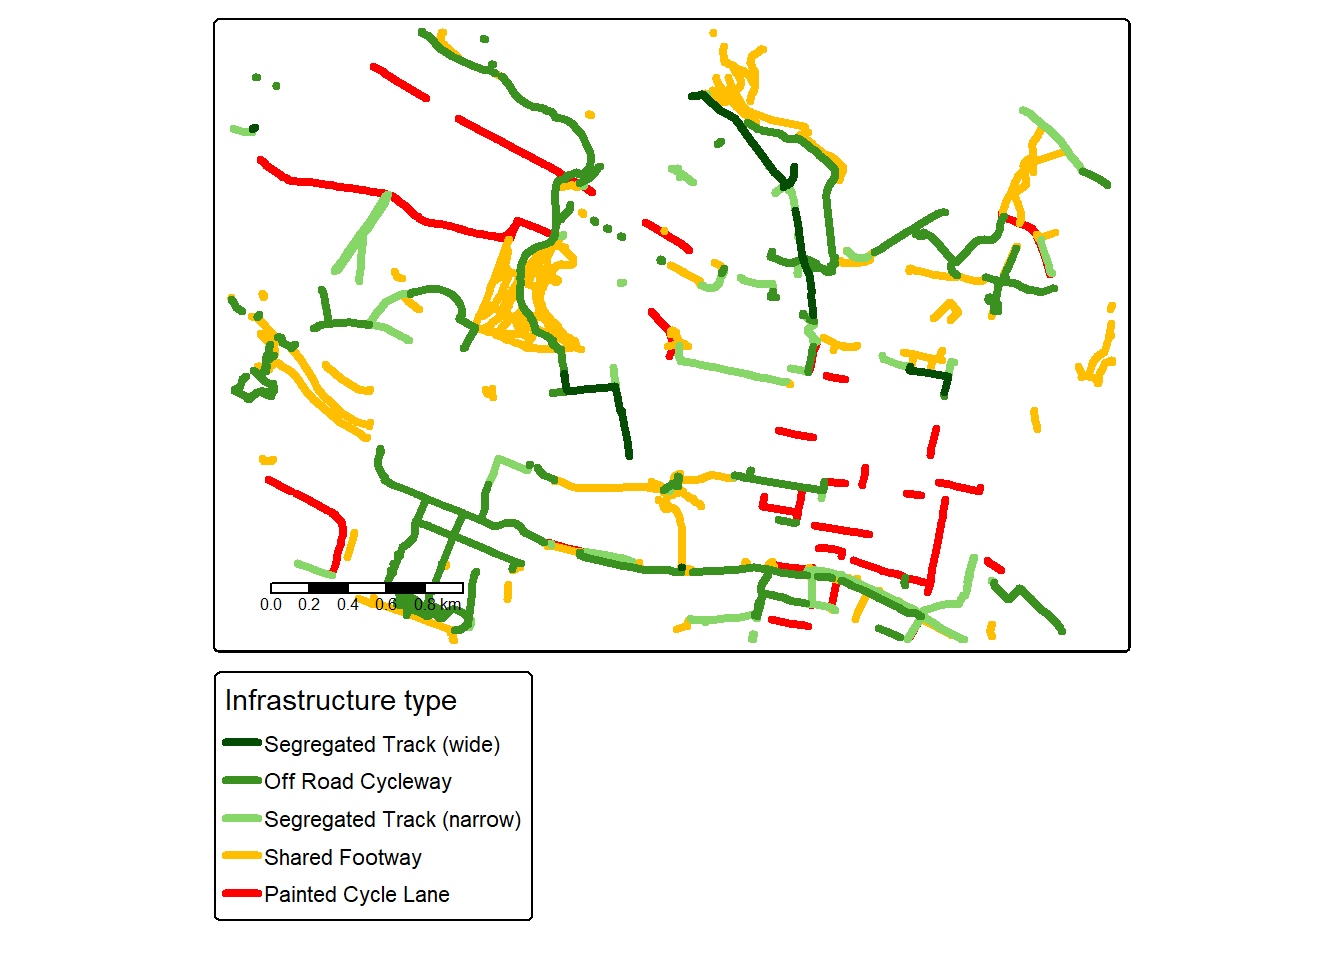 0.0 0.2 0.4 0.6 0.8 km
Infrastructure type
Segregated Track (wide)
Off Road Cycleway
Segregated Track (narrow)
Shared Footway
Painted Cycle Lane